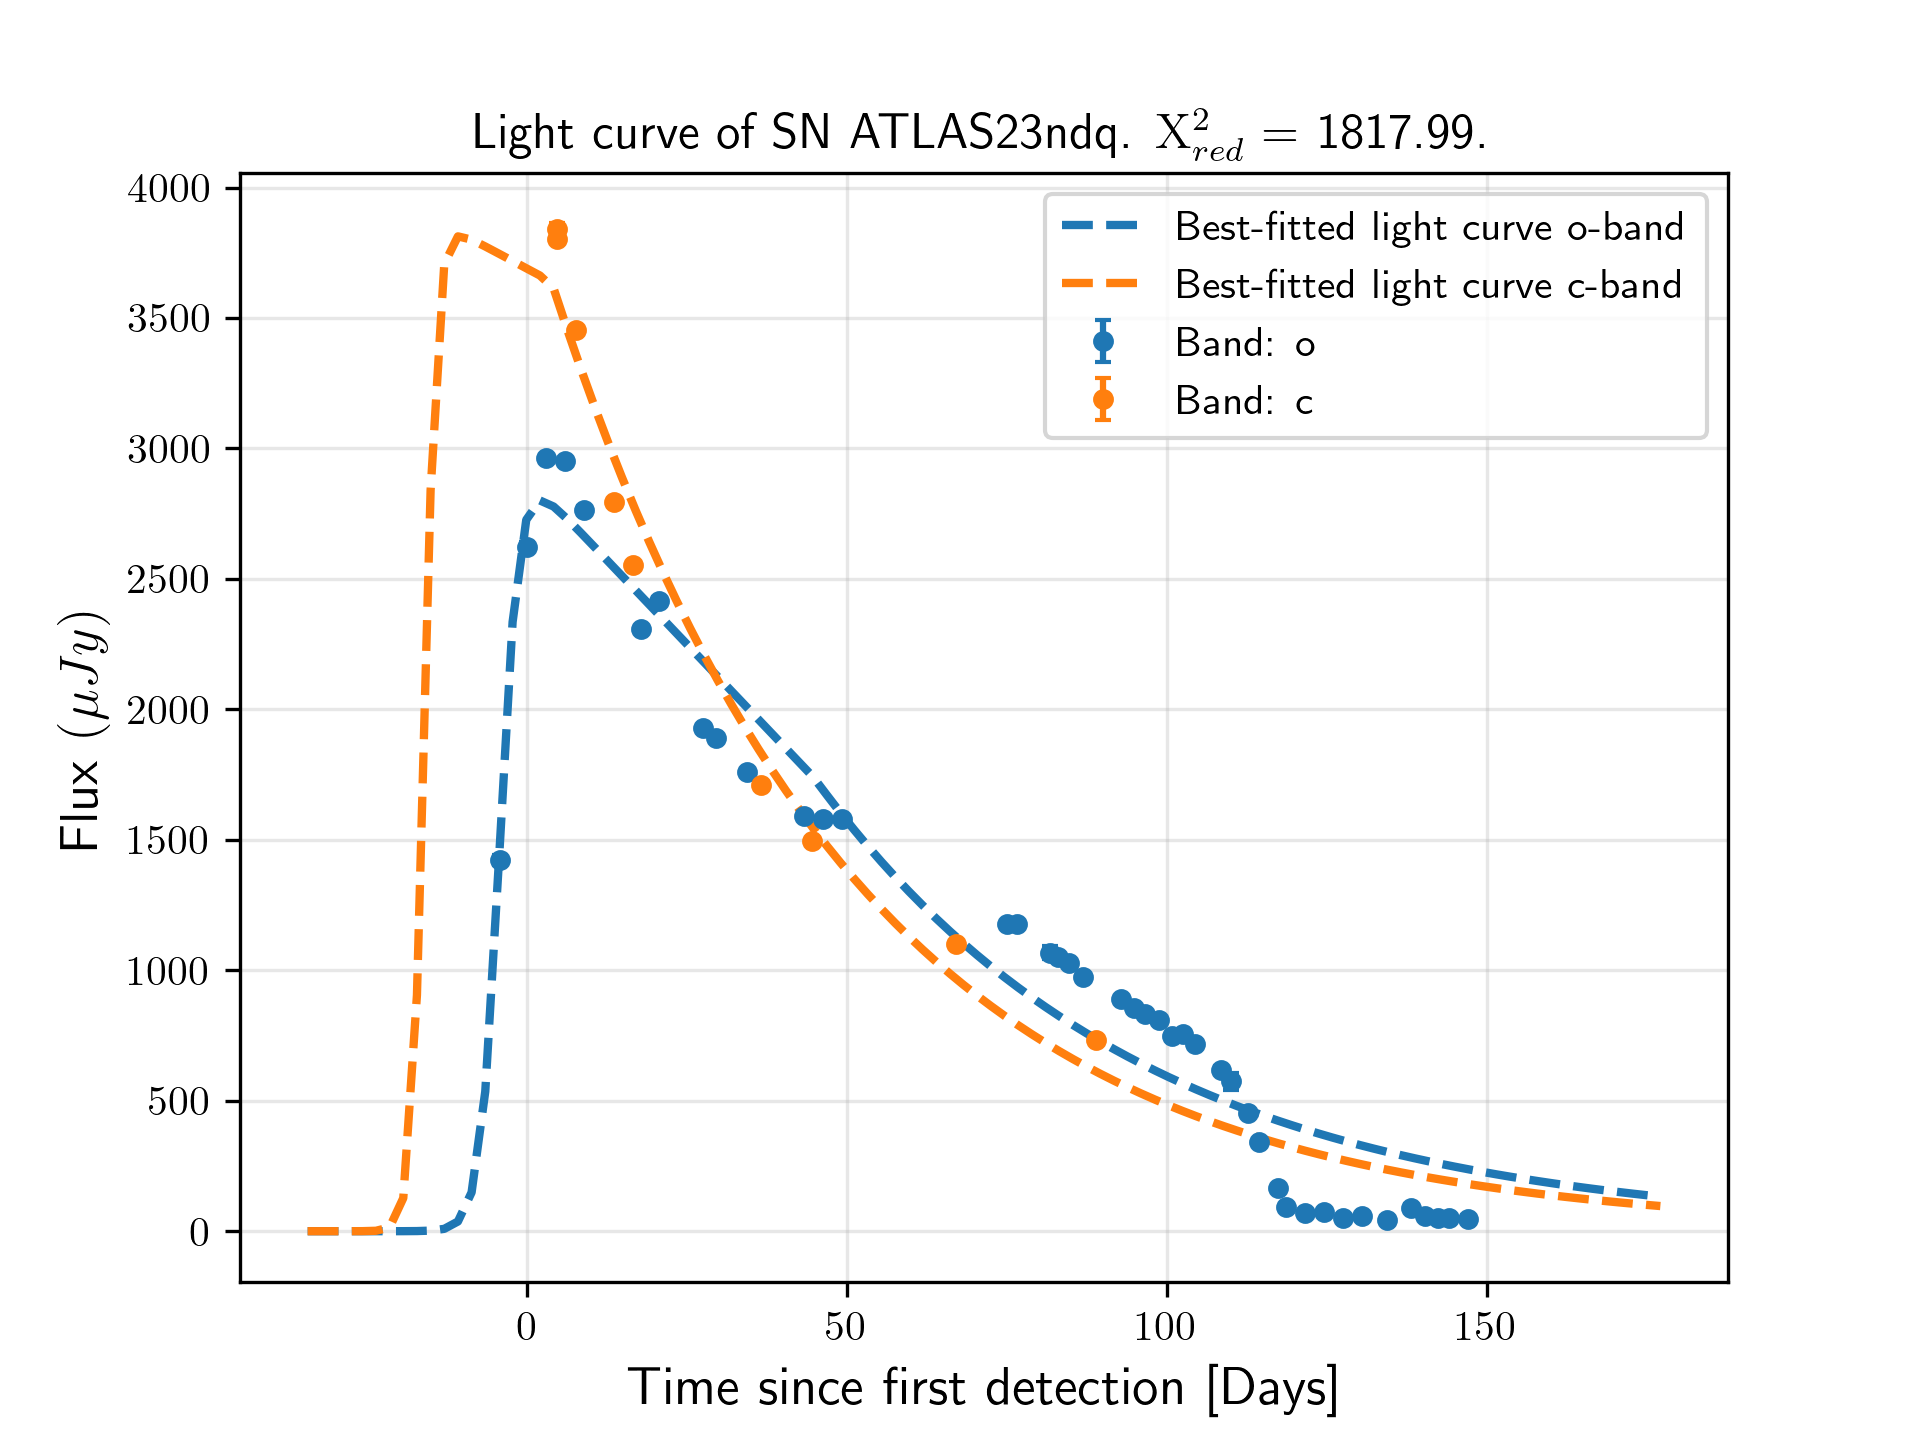 Light curve of SN ATLAS23ndq. X²_red = 1817.99.
4000
3500
3000
2500
2000
1500
1000
500
0
Flux (μJy)
Best-fitted light curve o-band
Best-fitted light curve c-band
Band: o
Band: c
0 50 100 150
Time since first detection [Days]